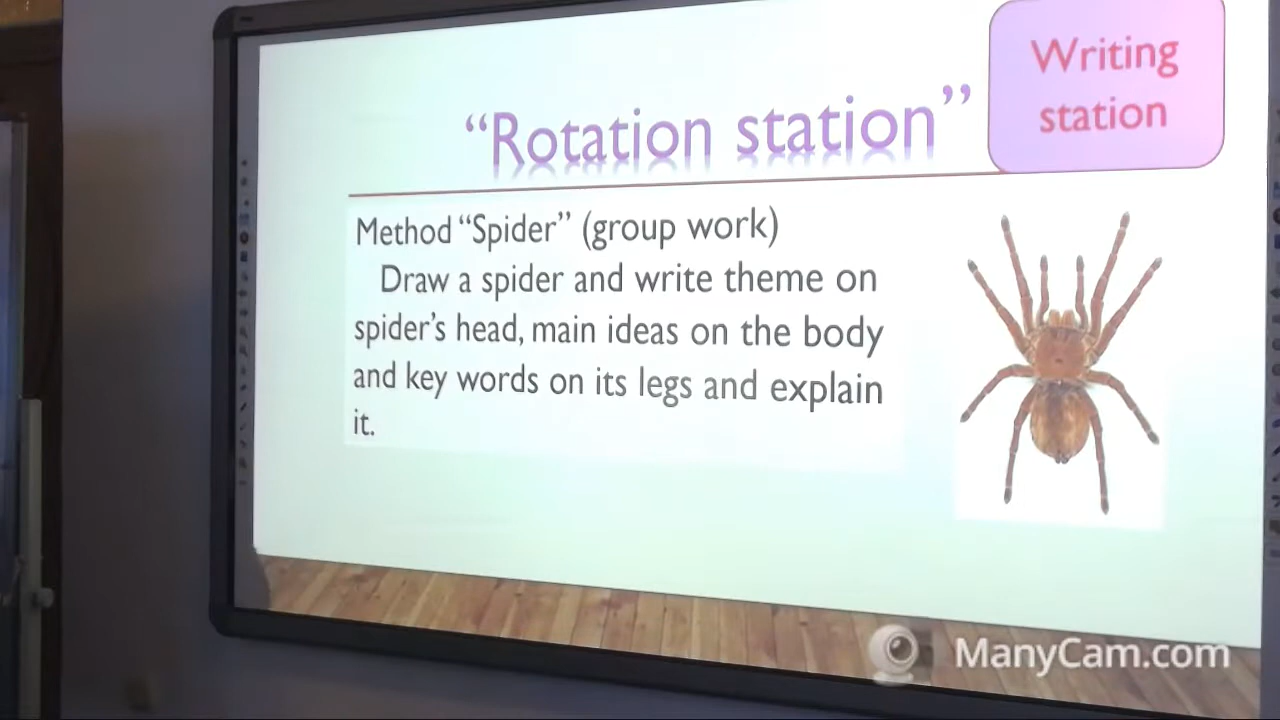 Writing
station
“Rotation station”
Method “Spider” (group work)
Draw a spider and write theme on
spider’s head, main ideas on the body
and key words on its legs and explain
it.
ManyCam.com